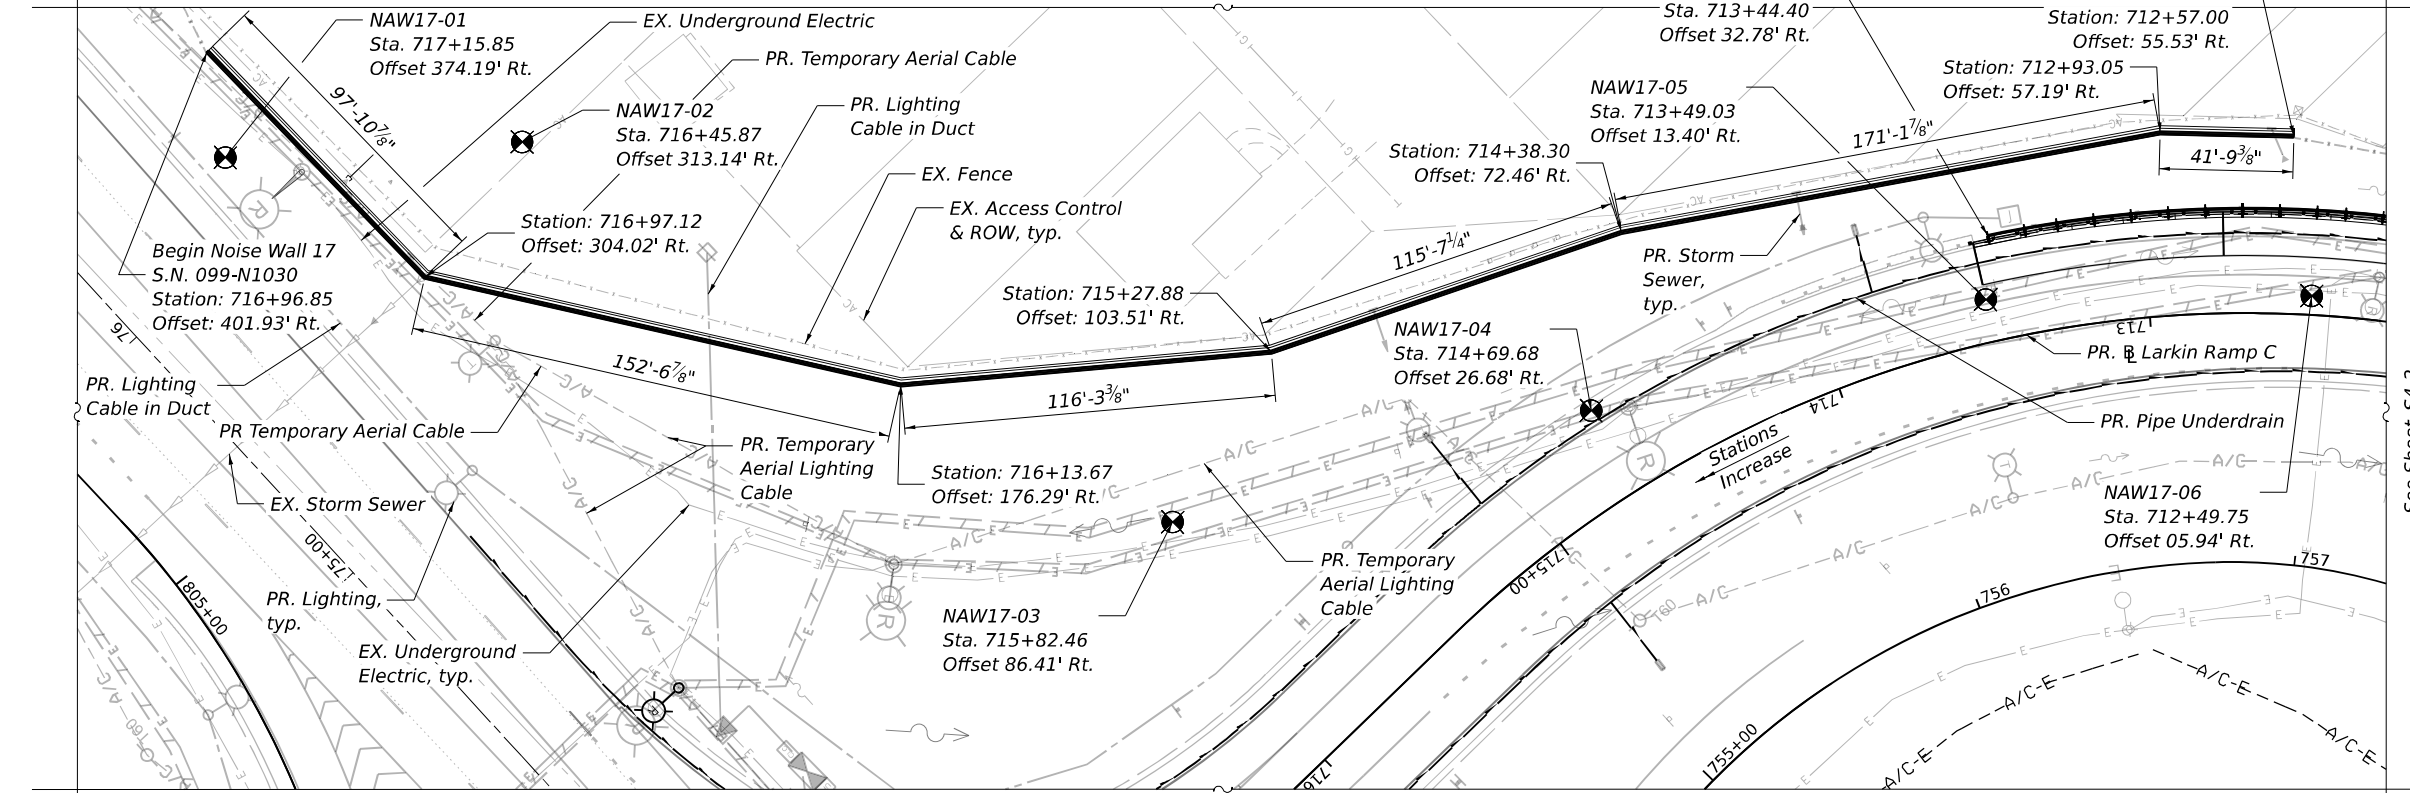 NAW17-01
Sta. 717+15.85
Offset 374.19' Rt.
EX. Underground Electric
PR. Temporary Aerial Cable
97'-10⅞"
NAW17-02
Sta. 716+45.87
Offset 313.14' Rt.
PR. Lighting
Cable in Duct
EX. Fence
EX. Access Control
& ROW, typ.
Sta. 713+44.40
Offset 32.78' Rt.
Station: 712+57.00
Offset: 55.53' Rt.
Station: 712+93.05
Offset: 57.19' Rt.
NAW17-05
Sta. 713+49.03
Offset 13.40' Rt.
171'-1⅞"
41'-9⅜"
Station: 714+38.30
Offset: 72.46' Rt.
115'-7¼"
Station: 716+97.12
Offset: 304.02' Rt.
Begin Noise Wall 17
S.N. 099-N1030
Station: 716+96.85
Offset: 401.93' Rt.
Station: 715+27.88
Offset: 103.51' Rt.
PR. Storm
Sewer,
typ.
NAW17-04
Sta. 714+69.68
Offset 26.68' Rt.
713
PR. ℄ Larkin Ramp C
76
152'-6⅞"
116'-3⅜"
PR. Lighting
Cable in Duct
PR Temporary Aerial Cable
PR. Temporary
Aerial Lighting
Cable
Station: 716+13.67
Offset: 176.29' Rt.
714
Stations
Increase
PR. Pipe Underdrain
EX. Storm Sewer
NAW17-06
Sta. 712+49.75
Offset 05.94' Rt.
75+00
805+00
PR. Lighting,
typ.
EX. Underground
Electric, typ.
NAW17-03
Sta. 715+82.46
Offset 86.41' Rt.
PR. Temporary
Aerial Lighting
Cable
715+00
757
756
755+00
716
A/C-E
A/C-E
A/C-E
A/C-E